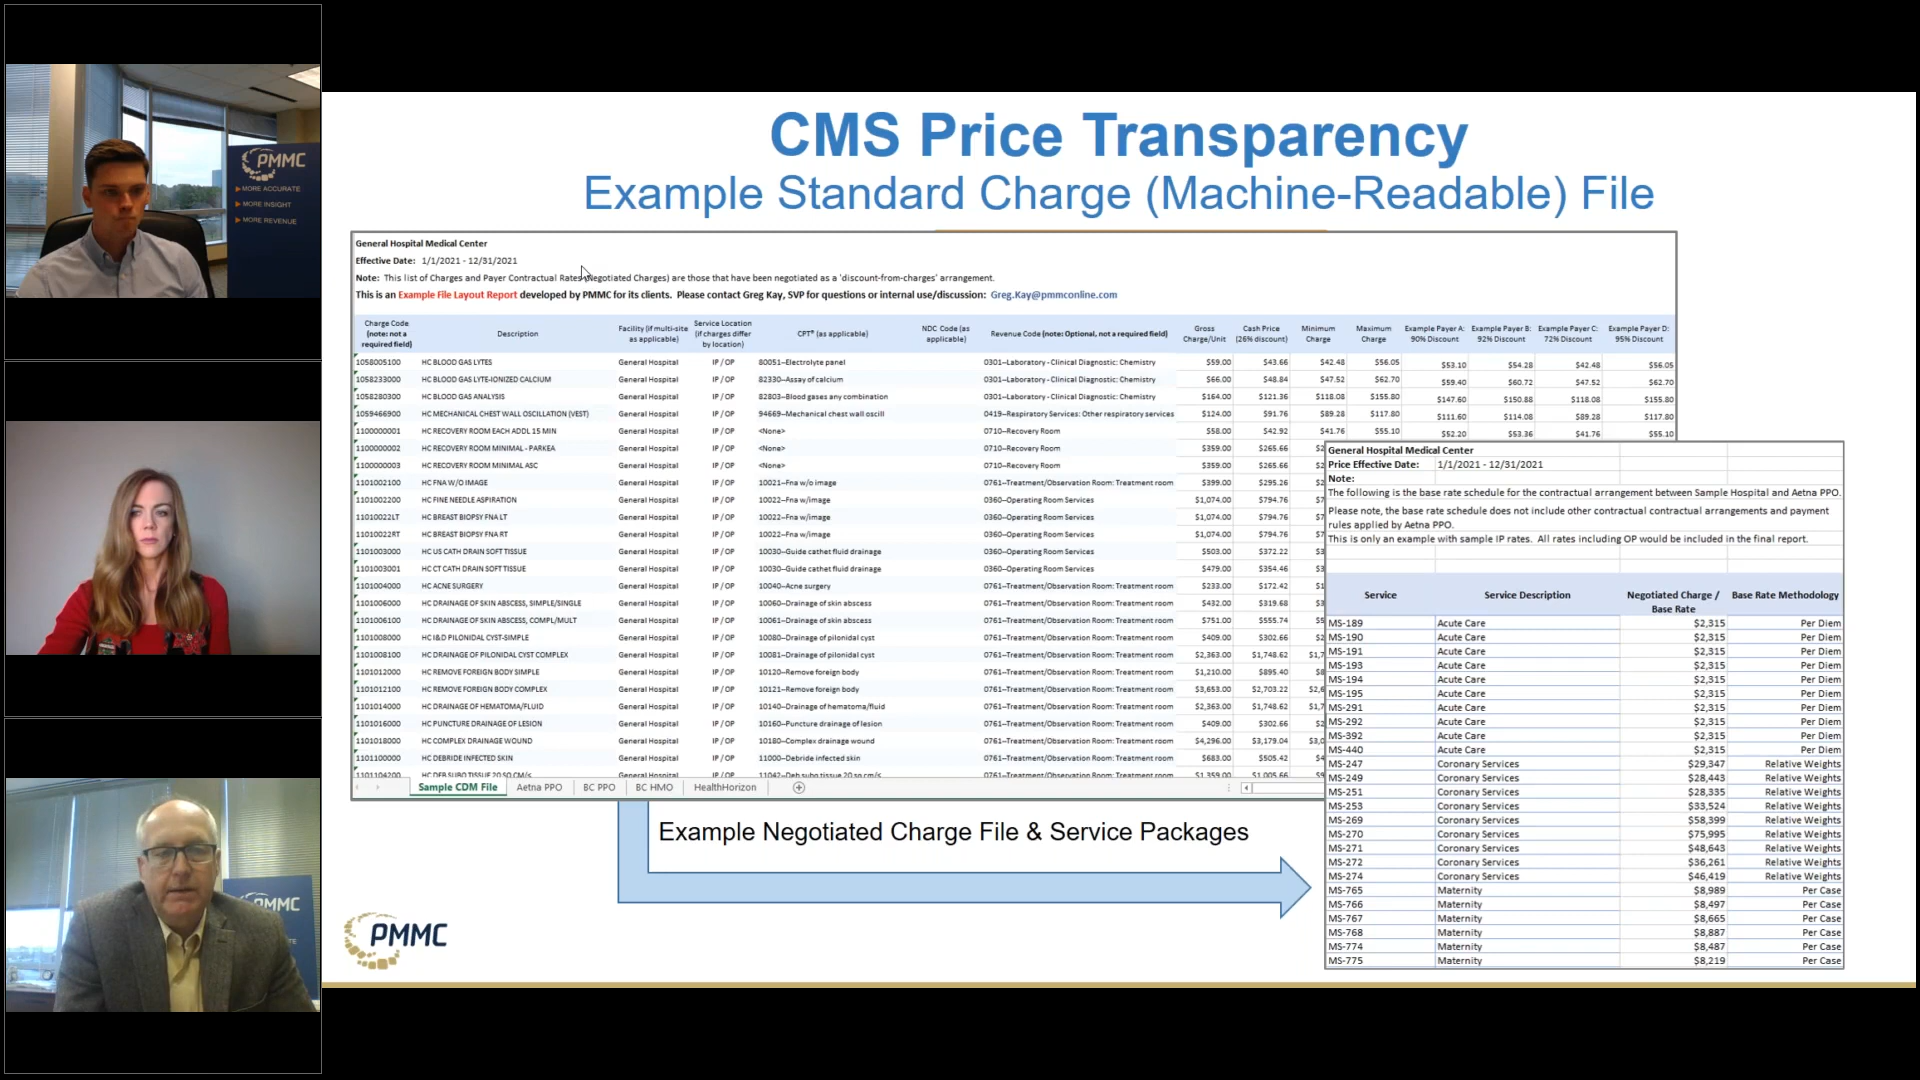 CMS Price Transparency
Example Standard Charge (Machine-Readable) File
PMMC
MORE ACCURATE
MORE INSIGHT
MORE REVENUE
General Hospital Medical Center
Effective Date: 1/1/2021 - 12/31/2021
Note: This list of Charges and Payer Contractual Rates (Negotiated Charges) are those that have been negotiated as a 'discount-from-charges' arrangement.
This is an Example File Layout Report developed by PMMC for its clients. Please contact Greg Kay, SVP for questions or internal use/discussion: Greg.Kay@pmmconline.com
Charge Code (note: not a required field) Description Facility (if multi-site as applicable) Service Location (if charges differ by location) CPT® (as applicable) NDC Code (as applicable) Revenue Code (note: Optional, not a required field) Gross Charge/Unit Cash Price (26% discount) Minimum Charge Maximum Charge Example Payer A: 90% Discount Example Payer B: 92% Discount Example Payer C: 72% Discount Example Payer D: 95% Discount
1058005100 HC BLOOD GAS LYTES General Hospital IP / OP 80051--Electrolyte panel 0301--Laboratory - Clinical Diagnostic: Chemistry $59.00 $43.66 $42.48 $56.05 $53.10 $54.28 $42.48 $56.05
1058233000 HC BLOOD GAS LYTE-IONIZED CALCIUM General Hospital IP / OP 82330--Assay of calcium 0301--Laboratory - Clinical Diagnostic: Chemistry $66.00 $48.84 $47.52 $62.70 $59.40 $60.72 $47.52 $62.70
1058280300 HC BLOOD GAS ANALYSIS General Hospital IP / OP 82803--Blood gases any combination 0301--Laboratory - Clinical Diagnostic: Chemistry $164.00 $121.36 $118.08 $155.80 $147.60 $150.88 $118.08 $155.80
1059466900 HC MECHANICAL CHEST WALL OSCILLATION (VEST) General Hospital IP / OP 94669--Mechanical chest wall oscill 0419--Respiratory Services: Other respiratory services $124.00 $91.76 $89.28 $117.80 $111.60 $114.08 $89.28 $117.80
1100000001 HC RECOVERY ROOM EACH ADDL 15 MIN General Hospital IP / OP <None> 0710--Recovery Room $58.00 $42.92 $41.76 $55.10 $52.20 $53.36 $41.76 $55.10
1100000002 HC RECOVERY ROOM MINIMAL - PARKEA General Hospital IP / OP <None> 0710--Recovery Room $359.00 $265.66 $2
1100000003 HC RECOVERY ROOM MINIMAL ASC General Hospital IP / OP <None> 0710--Recovery Room $359.00 $265.66 $2
1101002100 HC FNA W/O IMAGE General Hospital IP / OP 10021--Fna w/o image 0761--Treatment/Observation Room: Treatment room $399.00 $295.26 $2
1101002200 HC FINE NEEDLE ASPIRATION General Hospital IP / OP 10022--Fna w/image 0360--Operating Room Services $1,074.00 $794.76 $7
11010022LT HC BREAST BIOPSY FNA LT General Hospital IP / OP 10022--Fna w/image 0360--Operating Room Services $1,074.00 $794.76 $7
11010022RT HC BREAST BIOPSY FNA RT General Hospital IP / OP 10022--Fna w/image 0360--Operating Room Services $1,074.00 $794.76 $7
1101003000 HC US CATH DRAIN SOFT TISSUE General Hospital IP / OP 10030--Guide cathet fluid drainage 0360--Operating Room Services $503.00 $372.22 $3
1101003001 HC CT CATH DRAIN SOFT TISSUE General Hospital IP / OP 10030--Guide cathet fluid drainage 0360--Operating Room Services $479.00 $354.46 $3
1101004000 HC ACNE SURGERY General Hospital IP / OP 10040--Acne surgery 0761--Treatment/Observation Room: Treatment room $233.00 $172.42 $1
1101006000 HC DRAINAGE OF SKIN ABSCESS, SIMPLE/SINGLE General Hospital IP / OP 10060--Drainage of skin abscess 0761--Treatment/Observation Room: Treatment room $432.00 $319.68 $3
1101006100 HC DRAINAGE OF SKIN ABSCESS, COMPL/MULT General Hospital IP / OP 10061--Drainage of skin abscess 0761--Treatment/Observation Room: Treatment room $751.00 $555.74 $5
1101008000 HC I&D PILONIDAL CYST-SIMPLE General Hospital IP / OP 10080--Drainage of pilonidal cyst 0761--Treatment/Observation Room: Treatment room $409.00 $302.66 $2
1101008100 HC DRAINAGE OF PILONIDAL CYST COMPLEX General Hospital IP / OP 10081--Drainage of pilonidal cyst 0761--Treatment/Observation Room: Treatment room $2,363.00 $1,748.62 $1,7
1101012000 HC REMOVE FOREIGN BODY SIMPLE General Hospital IP / OP 10120--Remove foreign body 0761--Treatment/Observation Room: Treatment room $1,210.00 $895.40 $8
1101012100 HC REMOVE FOREIGN BODY COMPLEX General Hospital IP / OP 10121--Remove foreign body 0761--Treatment/Observation Room: Treatment room $3,653.00 $2,703.22 $2,6
1101014000 HC DRAINAGE OF HEMATOMA/FLUID General Hospital IP / OP 10140--Drainage of hematoma/fluid 0761--Treatment/Observation Room: Treatment room $2,363.00 $1,748.62 $1,7
1101016000 HC PUNCTURE DRAINAGE OF LESION General Hospital IP / OP 10160--Puncture drainage of lesion 0761--Treatment/Observation Room: Treatment room $409.00 $302.66 $2
1101018000 HC COMPLEX DRAINAGE WOUND General Hospital IP / OP 10180--Complex drainage wound 0761--Treatment/Observation Room: Treatment room $4,296.00 $3,179.04 $3,0
1101100000 HC DEBRIDE INFECTED SKIN General Hospital IP / OP 11000--Debride infected skin 0761--Treatment/Observation Room: Treatment room $683.00 $505.42 $4
1101104200 HC DEB SUBQ TISSUE 20 SQ CM/< General Hospital IP / OP 11042--Deb subq tissue 20 sq cm/< 0761--Treatment/Observation Room: Treatment room $1,359.00 $1,005.66 $9
Sample CDM File Aetna PPO BC PPO BC HMO HealthHorizon
General Hospital Medical Center
Price Effective Date: 1/1/2021 - 12/31/2021
Note:
The following is the base rate schedule for the contractual arrangement between Sample Hospital and Aetna PPO.
Please note, the base rate schedule does not include other contractual contractual arrangements and payment
rules applied by Aetna PPO.
This is only an example with sample IP rates. All rates including OP would be included in the final report.
Service Service Description Negotiated Charge / Base Rate Base Rate Methodology
MS-189 Acute Care $2,315 Per Diem
MS-190 Acute Care $2,315 Per Diem
MS-191 Acute Care $2,315 Per Diem
MS-193 Acute Care $2,315 Per Diem
MS-194 Acute Care $2,315 Per Diem
MS-195 Acute Care $2,315 Per Diem
MS-291 Acute Care $2,315 Per Diem
MS-292 Acute Care $2,315 Per Diem
MS-392 Acute Care $2,315 Per Diem
MS-440 Acute Care $2,315 Per Diem
MS-247 Coronary Services $29,347 Relative Weights
MS-249 Coronary Services $28,443 Relative Weights
MS-251 Coronary Services $28,335 Relative Weights
MS-253 Coronary Services $33,524 Relative Weights
MS-269 Coronary Services $58,399 Relative Weights
MS-270 Coronary Services $75,995 Relative Weights
MS-271 Coronary Services $48,643 Relative Weights
MS-272 Coronary Services $36,261 Relative Weights
MS-274 Coronary Services $46,419 Relative Weights
MS-765 Maternity $8,989 Per Case
MS-766 Maternity $8,497 Per Case
MS-767 Maternity $8,665 Per Case
MS-768 Maternity $8,887 Per Case
MS-774 Maternity $8,487 Per Case
MS-775 Maternity $8,219 Per Case
Example Negotiated Charge File & Service Packages
PMMC
PMMC